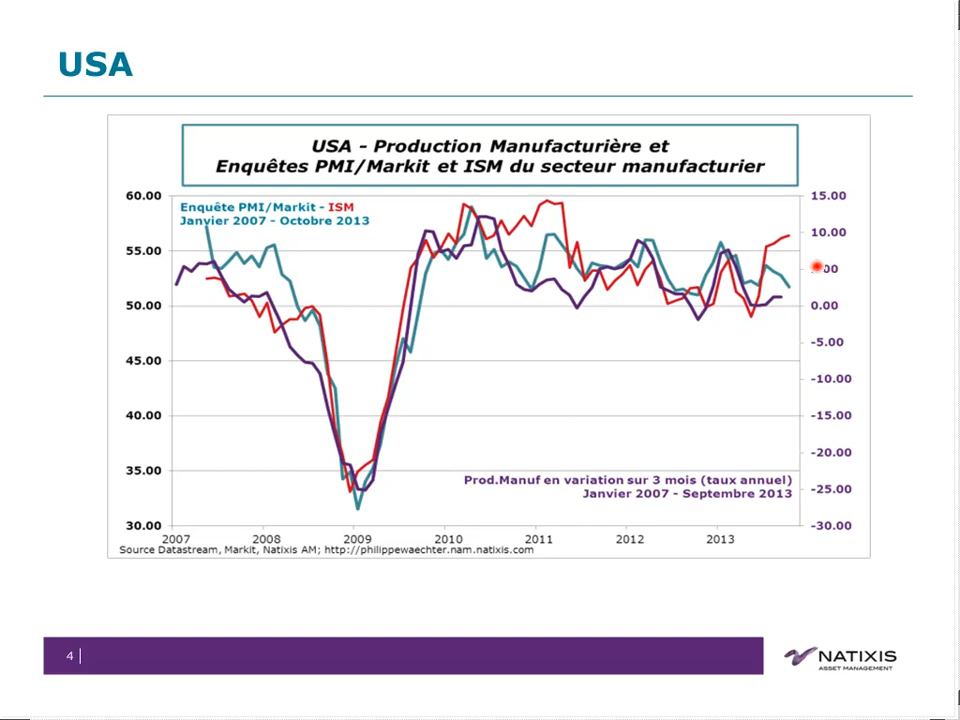 USA
USA - Production Manufacturière et
Enquêtes PMI/Markit et ISM du secteur manufacturier
60.00
15.00
Enquête PMI/Markit - ISM
Janvier 2007 - Octobre 2013
10.00
55.00
.00
50.00
0.00
-5.00
45.00
-10.00
40.00
-15.00
-20.00
35.00
Prod.Manuf en variation sur 3 mois (taux annuel)
-25.00
Janvier 2007 - Septembre 2013
30.00
-30.00
2007 2008 2009 2010 2011 2012 2013
Source Datastream, Markit, Natixis AM; http://philippewaechter.nam.natixis.com
4
NATIXIS
ASSET MANAGEMENT